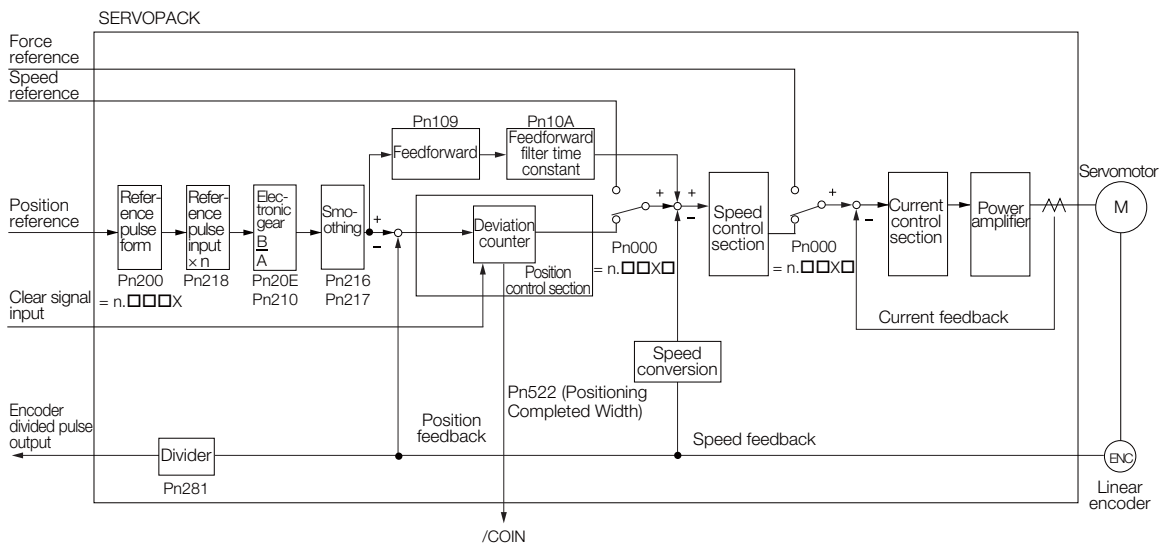 SERVOPACK
Force
reference
Speed
reference
Pn109
Pn10A
Feedforward
Feedforward
filter time
constant
Servomotor
M
Position
reference
Refer-
ence
pulse
form
Refer-
ence
pulse
input
× n
Elec-
tronic
gear
B
A
Smo-
othing
+
−
Deviation
counter
Position
control section
+
+
−
Speed
control
section
+
−
Current
control
section
Power
amplifier
Pn200
= n.□□□X
Pn218
Pn20E
Pn210
Pn216
Pn217
Pn000
= n.□□X□
Pn000
= n.□□X□
Clear signal
input
Current feedback
Speed
conversion
Pn522 (Positioning
Completed Width)
Encoder
divided pulse
output
Position
feedback
Speed feedback
Divider
Pn281
ENC
Linear
encoder
/COIN